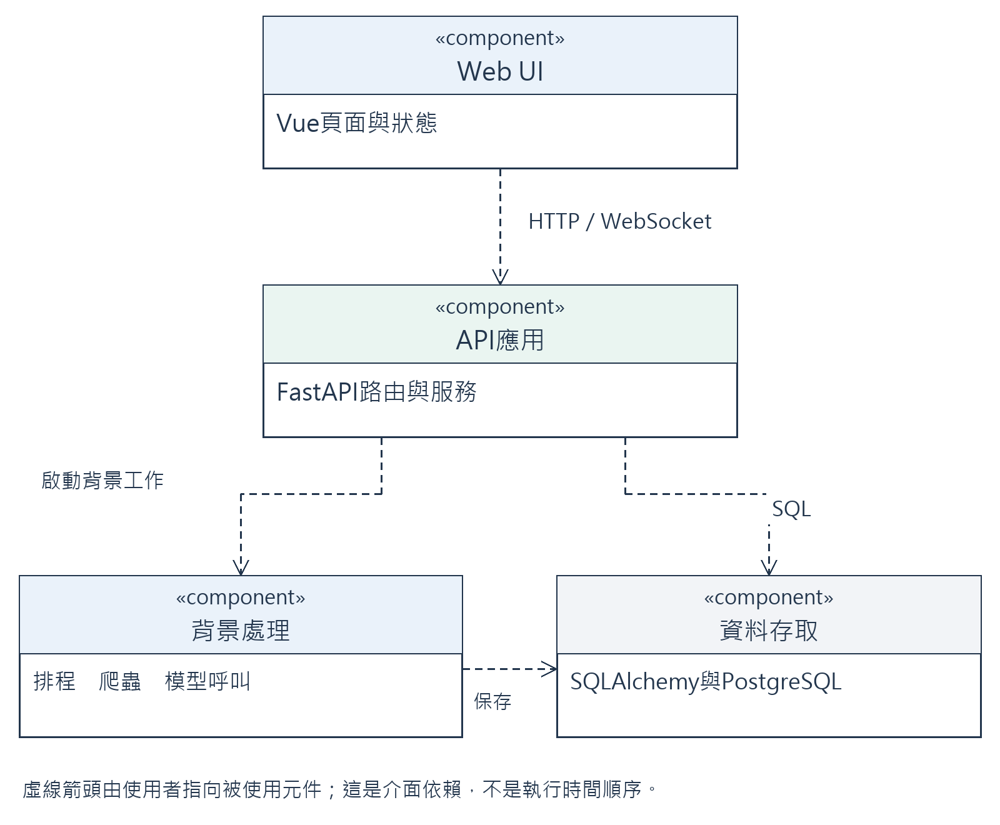 «component»
Web UI
Vue頁面與狀態
HTTP / WebSocket
«component»
API應用
FastAPI路由與服務
啟動背景工作
SQL
«component»
背景處理
排程　爬蟲　模型呼叫
保存
«component»
資料存取
SQLAlchemy與PostgreSQL
虛線箭頭由使用者指向被使用元件；這是介面依賴，不是執行時間順序。